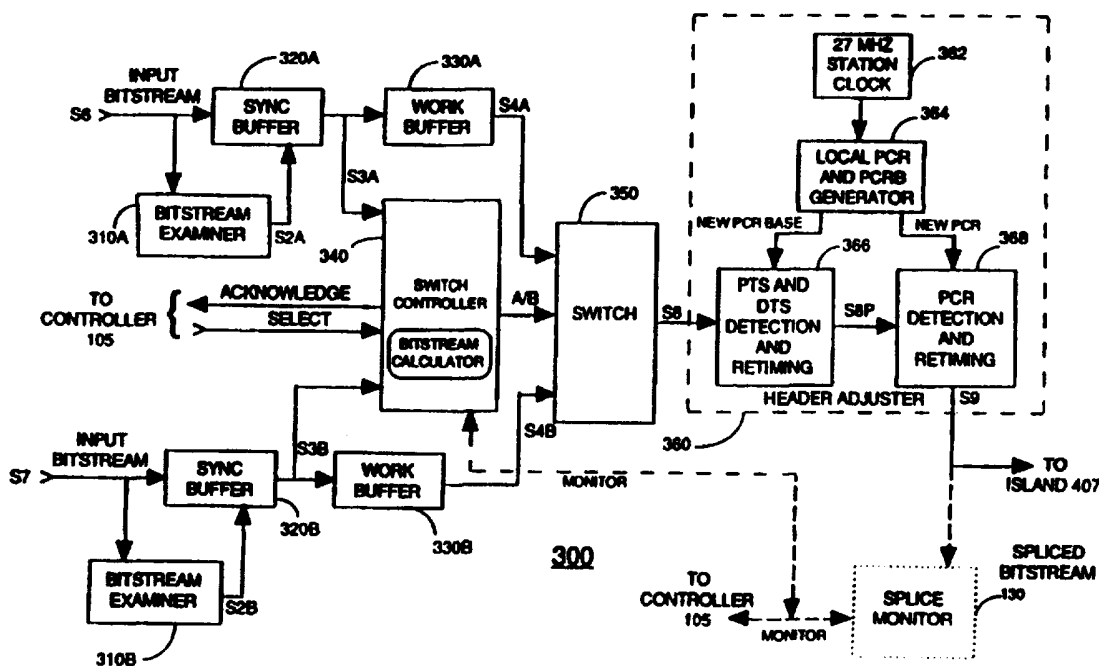 320A
330A
27 MHZ
STATION
CLOCK
362
INPUT
BITSTREAM
S6
SYNC
BUFFER
WORK
BUFFER
S4A
364
LOCAL PCR
AND PCRB
GENERATOR
S3A
310A
BITSTREAM
EXAMINER
S2A
340
350
NEW PCR BASE
NEW PCR
366
368
SWITCH
CONTROLLER
BITSTREAM
CALCULATOR
TO
CONTROLLER
105
{
ACKNOWLEDGE
SELECT
A/B
SWITCH
S8
PTS AND
DTS
DETECTION
AND
RETIMING
S8P
PCR
DETECTION
AND
RETIMING
HEADER ADJUSTER
S9
360
S3B
S4B
INPUT
BITSTREAM
S7
SYNC
BUFFER
WORK
BUFFER
MONITOR
TO
ISLAND 407
320B
330B
300
BITSTREAM
EXAMINER
S2B
310B
SPLICED
BITSTREAM
TO
CONTROLLER
105
MONITOR
SPLICE
MONITOR
130